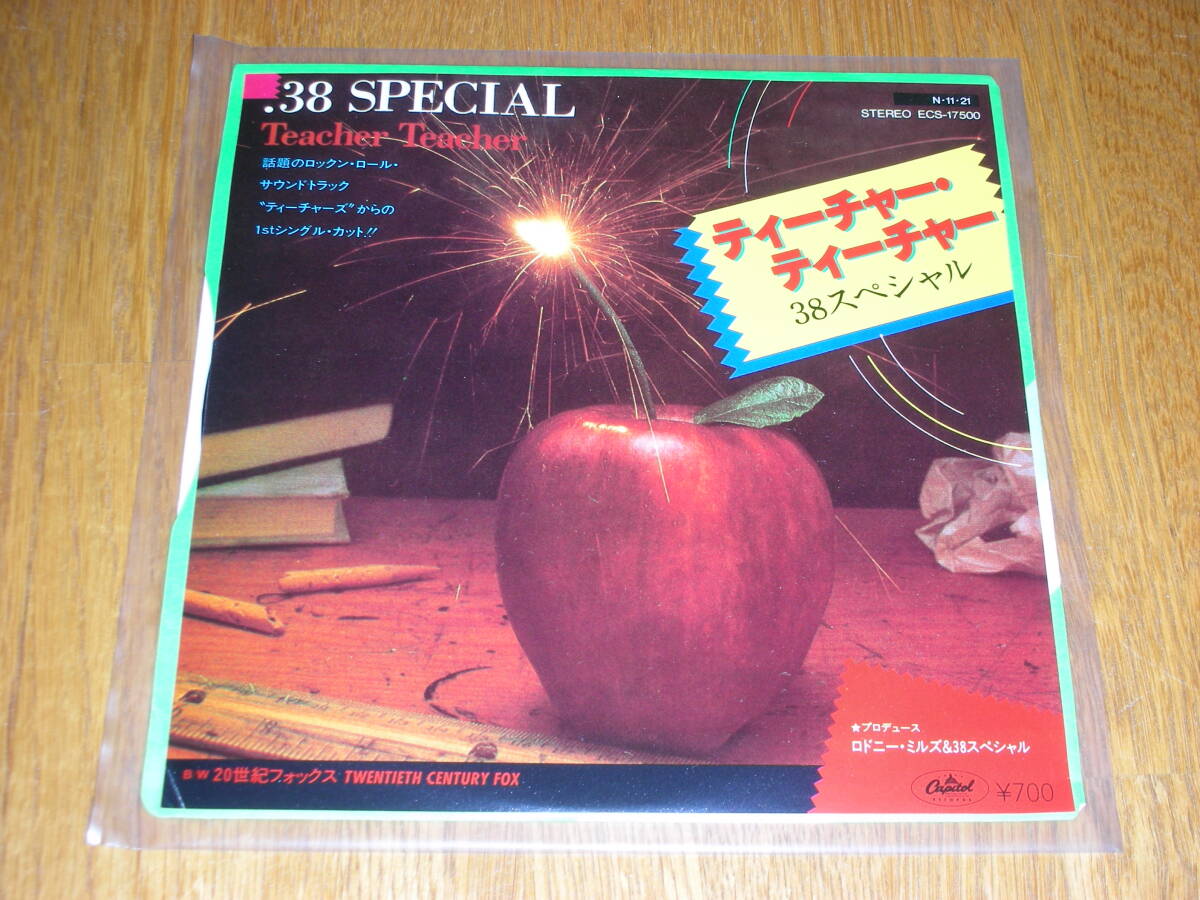 .38 SPECIAL
Teacher Teacher
話題のロックン・ロール・
サウンドトラック
“ティーチャーズ”からの
1stシングル・カット!!
N・11・21
STEREO ECS-17500
ティーチャー・
ティーチャー
38スペシャル
★プロデュース
ロドニー・ミルズ&38スペシャル
B/W 20世紀フォックス TWENTIETH CENTURY FOX
Capitol
RECORDS
¥700